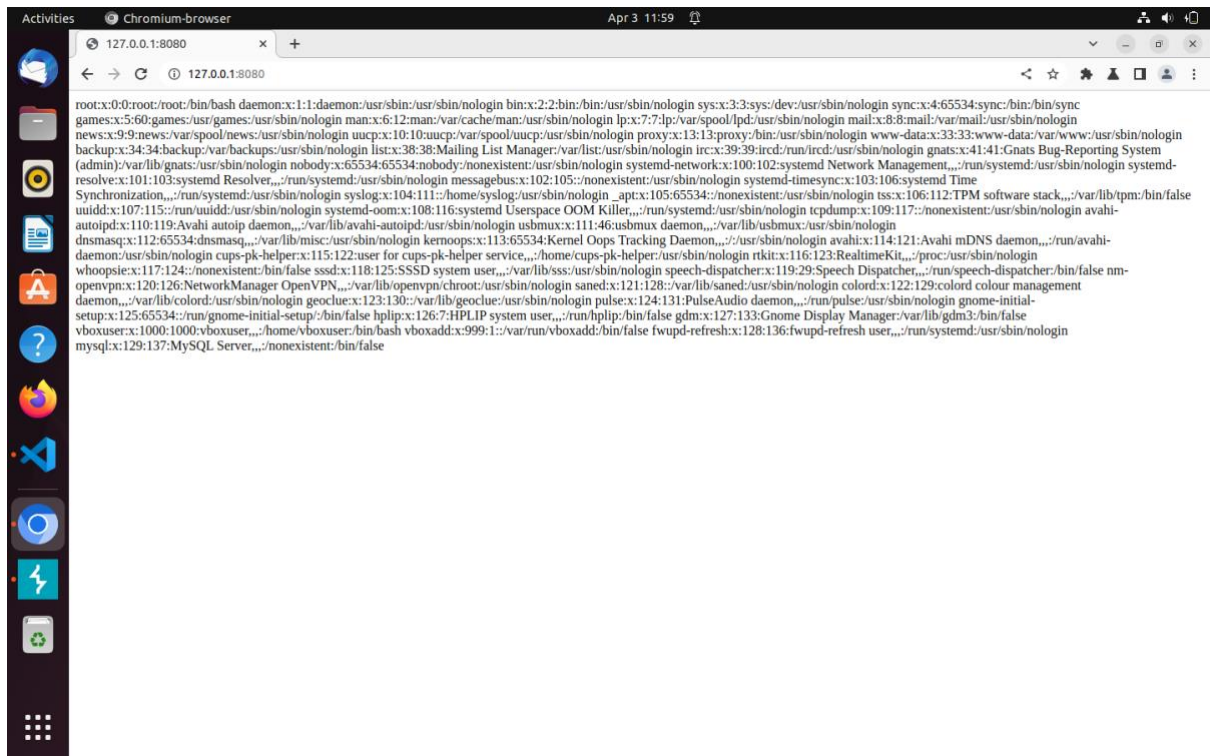 Activities Chromium-browser Apr 3 11:59
127.0.0.1:8080
127.0.0.1:8080
root:x:0:0:root:/root:/bin/bash daemon:x:1:1:daemon:/usr/sbin:/usr/sbin/nologin bin:x:2:2:bin:/bin:/usr/sbin/nologin sys:x:3:3:sys:/dev:/usr/sbin/nologin sync:x:4:65534:sync:/bin:/bin/sync
games:x:5:60:games:/usr/games:/usr/sbin/nologin man:x:6:12:man:/var/cache/man:/usr/sbin/nologin lp:x:7:7:lp:/var/spool/lpd:/usr/sbin/nologin mail:x:8:8:mail:/var/mail:/usr/sbin/nologin
news:x:9:9:news:/var/spool/news:/usr/sbin/nologin uucp:x:10:10:uucp:/var/spool/uucp:/usr/sbin/nologin proxy:x:13:13:proxy:/bin:/usr/sbin/nologin www-data:x:33:33:www-data:/var/www:/usr/sbin/nologin
backup:x:34:34:backup:/var/backups:/usr/sbin/nologin list:x:38:38:Mailing List Manager:/var/list:/usr/sbin/nologin irc:x:39:39:ircd:/run/ircd:/usr/sbin/nologin gnats:x:41:41:Gnats Bug-Reporting System
(admin):/var/lib/gnats:/usr/sbin/nologin nobody:x:65534:65534:nobody:/nonexistent:/usr/sbin/nologin systemd-network:x:100:102:systemd Network Management,,,:/run/systemd:/usr/sbin/nologin systemd-
resolve:x:101:103:systemd Resolver,,,:/run/systemd:/usr/sbin/nologin messagebus:x:102:105::/nonexistent:/usr/sbin/nologin systemd-timesync:x:103:106:systemd Time
Synchronization,,,:/run/systemd:/usr/sbin/nologin syslog:x:104:111::/home/syslog:/usr/sbin/nologin _apt:x:105:65534::/nonexistent:/usr/sbin/nologin tss:x:106:112:TPM software stack,,,:/var/lib/tpm:/bin/false
uuidd:x:107:115::/run/uuidd:/usr/sbin/nologin systemd-oom:x:108:116:systemd Userspace OOM Killer,,,:/run/systemd:/usr/sbin/nologin tcpdump:x:109:117::/nonexistent:/usr/sbin/nologin avahi-
autoipd:x:110:119:Avahi autoip daemon,,,:/var/lib/avahi-autoipd:/usr/sbin/nologin usbmux:x:111:46:usbmux daemon,,,:/var/lib/usbmux:/usr/sbin/nologin
dnsmasq:x:112:65534:dnsmasq,,,:/var/lib/misc:/usr/sbin/nologin kernoops:x:113:65534:Kernel Oops Tracking Daemon,,,:/:/usr/sbin/nologin avahi:x:114:121:Avahi mDNS daemon,,,:/run/avahi-
daemon:/usr/sbin/nologin cups-pk-helper:x:115:122:user for cups-pk-helper service,,,:/home/cups-pk-helper:/usr/sbin/nologin rtkit:x:116:123:RealtimeKit,,,:/proc:/usr/sbin/nologin
whoopsie:x:117:124::/nonexistent:/bin/false sssd:x:118:125:SSSD system user,,,:/var/lib/sss:/usr/sbin/nologin speech-dispatcher:x:119:29:Speech Dispatcher,,,:/run/speech-dispatcher:/bin/false nm-
openvpn:x:120:126:NetworkManager OpenVPN,,,:/var/lib/openvpn/chroot:/usr/sbin/nologin saned:x:121:128::/var/lib/saned:/usr/sbin/nologin colord:x:122:129:colord colour management
daemon,,,:/var/lib/colord:/usr/sbin/nologin geoclue:x:123:130::/var/lib/geoclue:/usr/sbin/nologin pulse:x:124:131:PulseAudio daemon,,,:/run/pulse:/usr/sbin/nologin gnome-initial-
setup:x:125:65534::/run/gnome-initial-setup/:/bin/false hplip:x:126:7:HPLIP system user,,,:/run/hplip:/bin/false gdm:x:127:133:Gnome Display Manager:/var/lib/gdm3:/bin/false
vboxuser:x:1000:1000:vboxuser,,,:/home/vboxuser:/bin/bash vboxadd:x:999:1::/var/run/vboxadd:/bin/false fwupd-refresh:x:128:136:fwupd-refresh user,,,:/run/systemd:/usr/sbin/nologin
mysql:x:129:137:MySQL Server,,,:/nonexistent:/bin/false